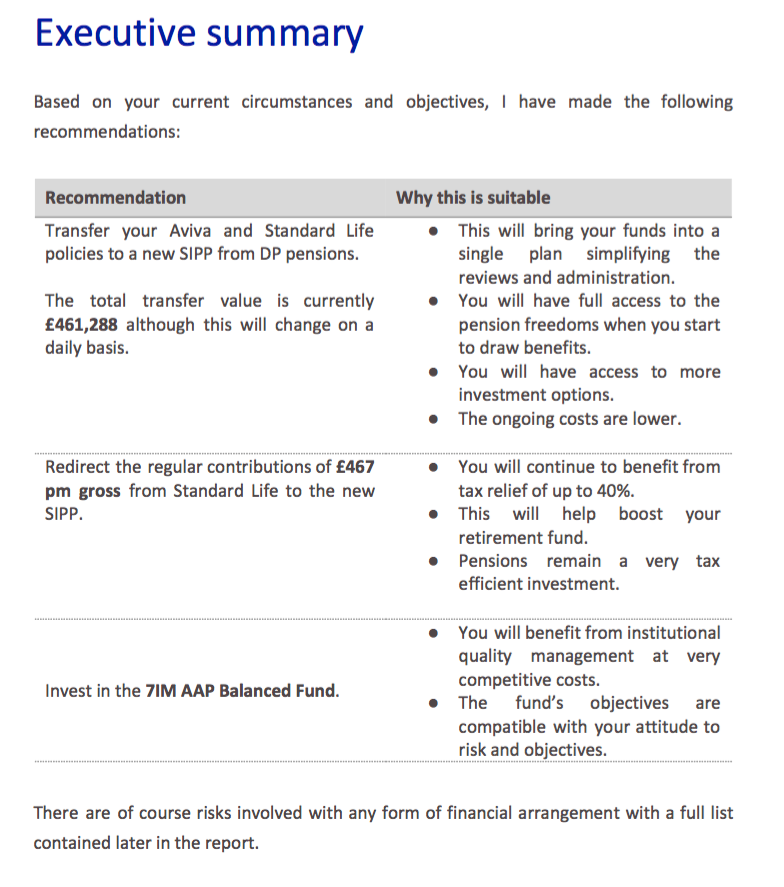 Executive summary
Based on your current circumstances and objectives, I have made the following
recommendations:
Recommendation
Why this is suitable
Transfer your Aviva and Standard Life
policies to a new SIPP from DP pensions.
The total transfer value is currently
£461,288 although this will change on a
daily basis.
● This will bring your funds into a
single plan simplifying the
reviews and administration.
● You will have full access to the
pension freedoms when you start
to draw benefits.
● You will have access to more
investment options.
● The ongoing costs are lower.
Redirect the regular contributions of £467
pm gross from Standard Life to the new
SIPP.
● You will continue to benefit from
tax relief of up to 40%.
● This will help boost your
retirement fund.
● Pensions remain a very tax
efficient investment.
Invest in the 7IM AAP Balanced Fund.
● You will benefit from institutional
quality management at very
competitive costs.
● The fund’s objectives are
compatible with your attitude to
risk and objectives.
There are of course risks involved with any form of financial arrangement with a full list
contained later in the report.